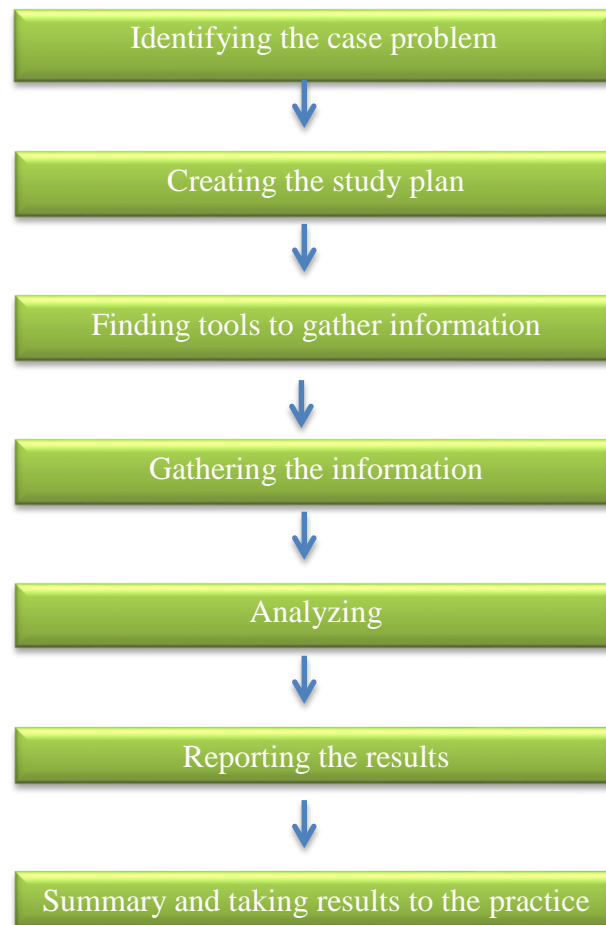 Identifying the case problem
Creating the study plan
Finding tools to gather information
Gathering the information
Analyzing
Reporting the results
Summary and taking results to the practice